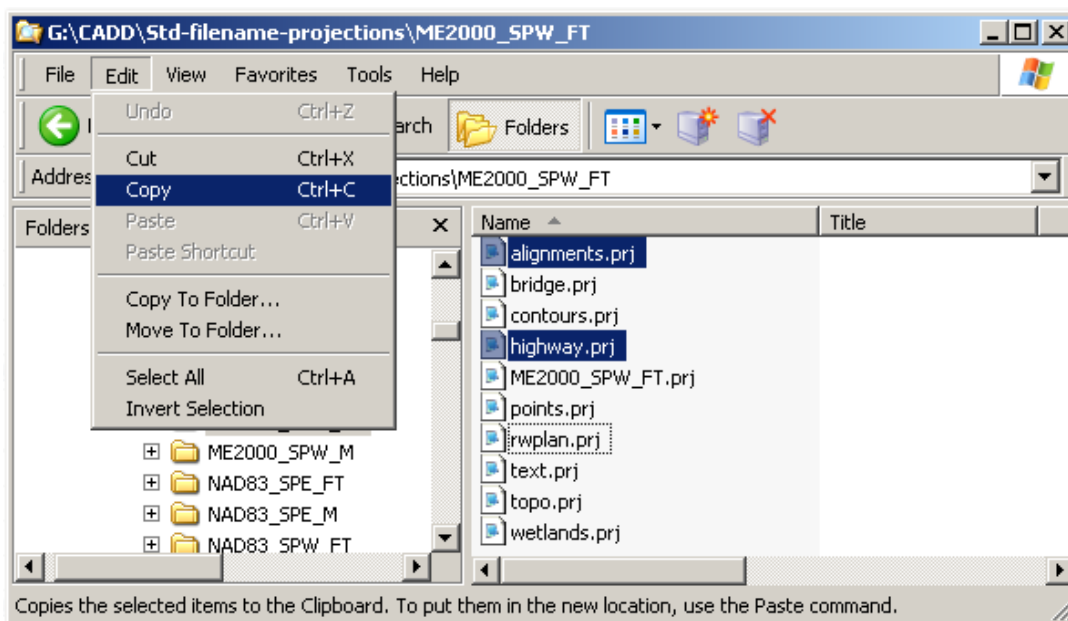 G:\CADD\Std-filename-projections\ME2000_SPW_FT
File Edit View Favorites Tools Help
Undo Ctrl+Z
Folders
Cut Ctrl+X
Copy Ctrl+C
ME2000_SPW_FT
Paste Ctrl+V
Paste Shortcut
Copy To Folder...
Move To Folder...
Select All Ctrl+A
Invert Selection
Folders
ME2000_SPW_M
NAD83_SPE_FT
NAD83_SPE_M
NAD83_SPW_FT
Name Title
alignments.prj
bridge.prj
contours.prj
highway.prj
ME2000_SPW_FT.prj
points.prj
rwplan.prj
text.prj
topo.prj
wetlands.prj
Copies the selected items to the Clipboard. To put them in the new location, use the Paste command.